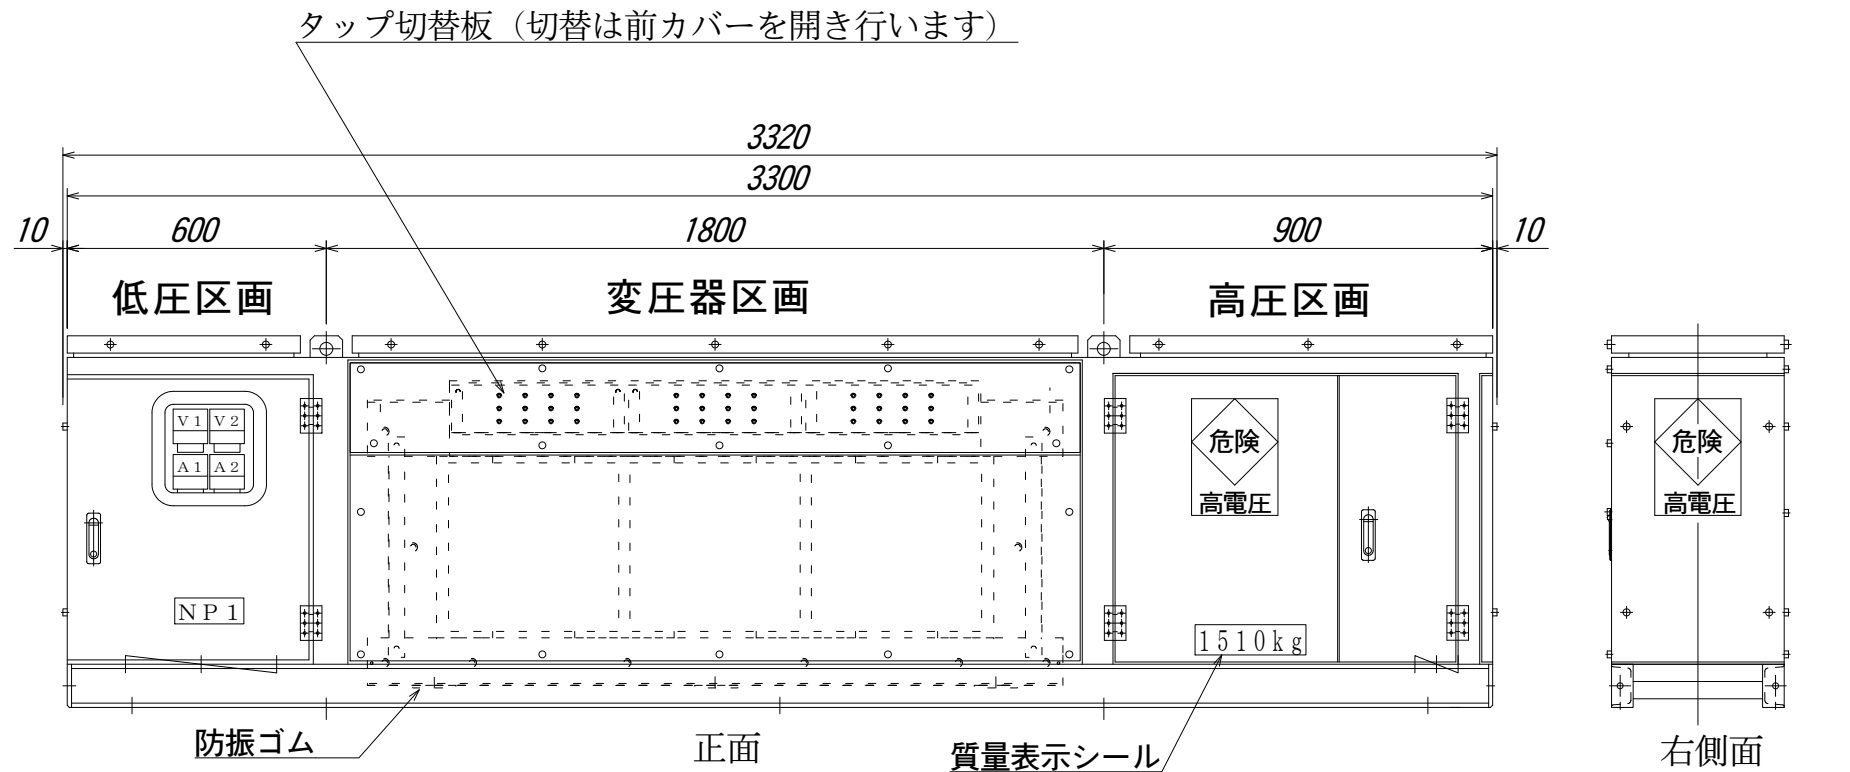 タップ切替板（切替は前カバーを開き行います）
3320
3300
10 600 1800 900 10
低圧区画 変圧器区画 高圧区画
V1 V2
A1 A2
NP1
危険
高電圧
1510kg
危険
高電圧
防振ゴム
正面
質量表示シール
右側面